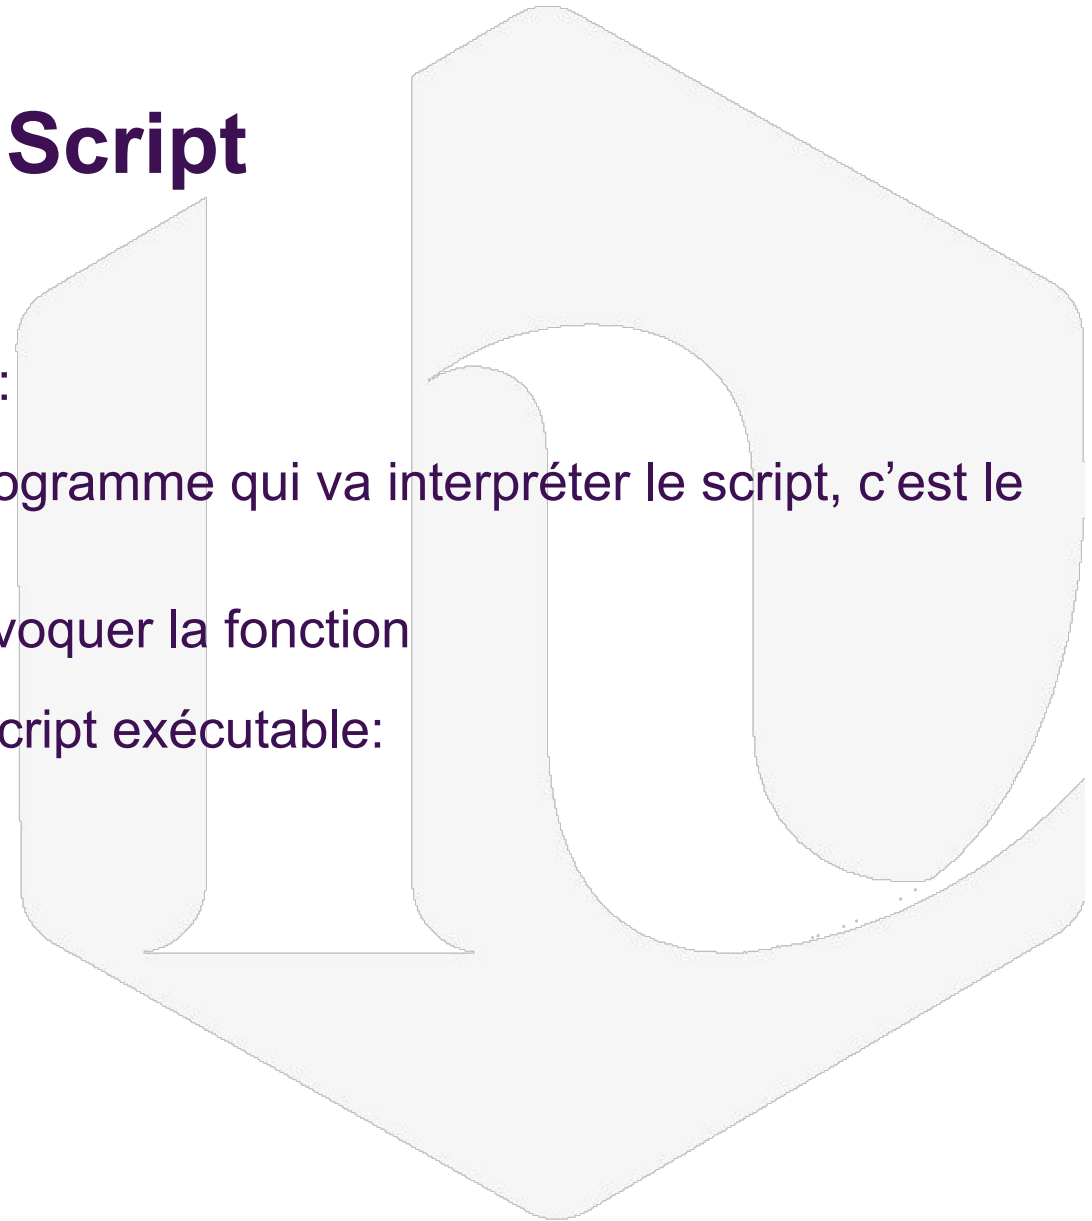 Script
:
ogramme qui va interpréter le script, c’est le
voquer la fonction
cript exécutable: